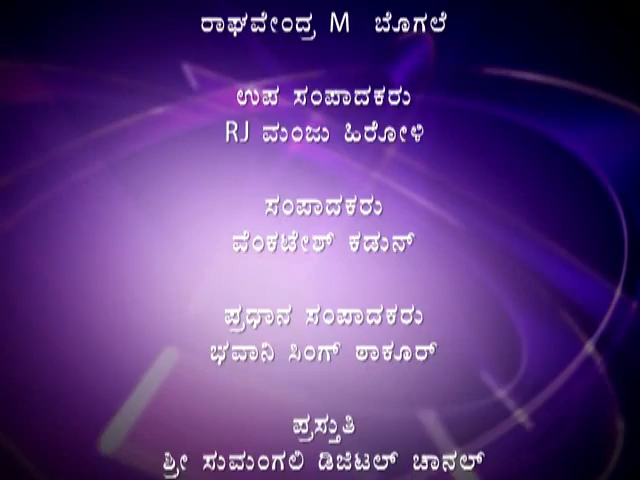 ರಾಘವೇಂದ್ರ M ಬೊಗಲೆ
ಉಪ ಸಂಪಾದಕರು
RJ ಮಂಜು ಹಿರೋಳಿ
ಸಂಪಾದಕರು
ವೆಂಕಟೇಶ್ ಕಡುನ್
ಪ್ರಧಾನ ಸಂಪಾದಕರು
ಭವಾನಿ ಸಿಂಗ್ ಠಾಕೂರ್
ಪ್ರಸ್ತುತಿ
ಶ್ರೀ ಸುಮಂಗಲಿ ಡಿಜಿಟಲ್ ಚಾನಲ್